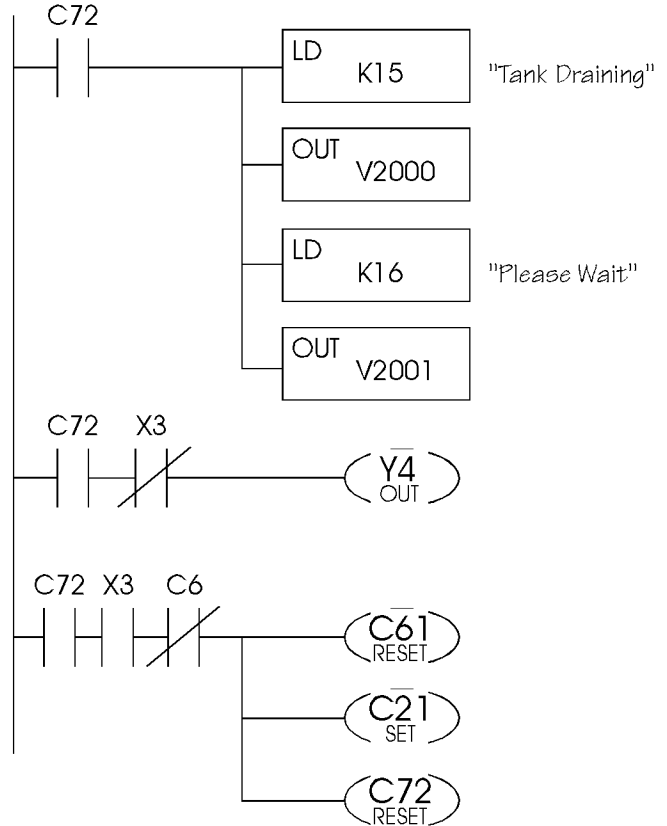 C72
LD
K15
"Tank Draining"
OUT
V2000
LD
K16
"Please Wait"
OUT
V2001
C72 X3
Y4
OUT
C72 X3 C6
C61
RESET
C21
SET
C72
RESET